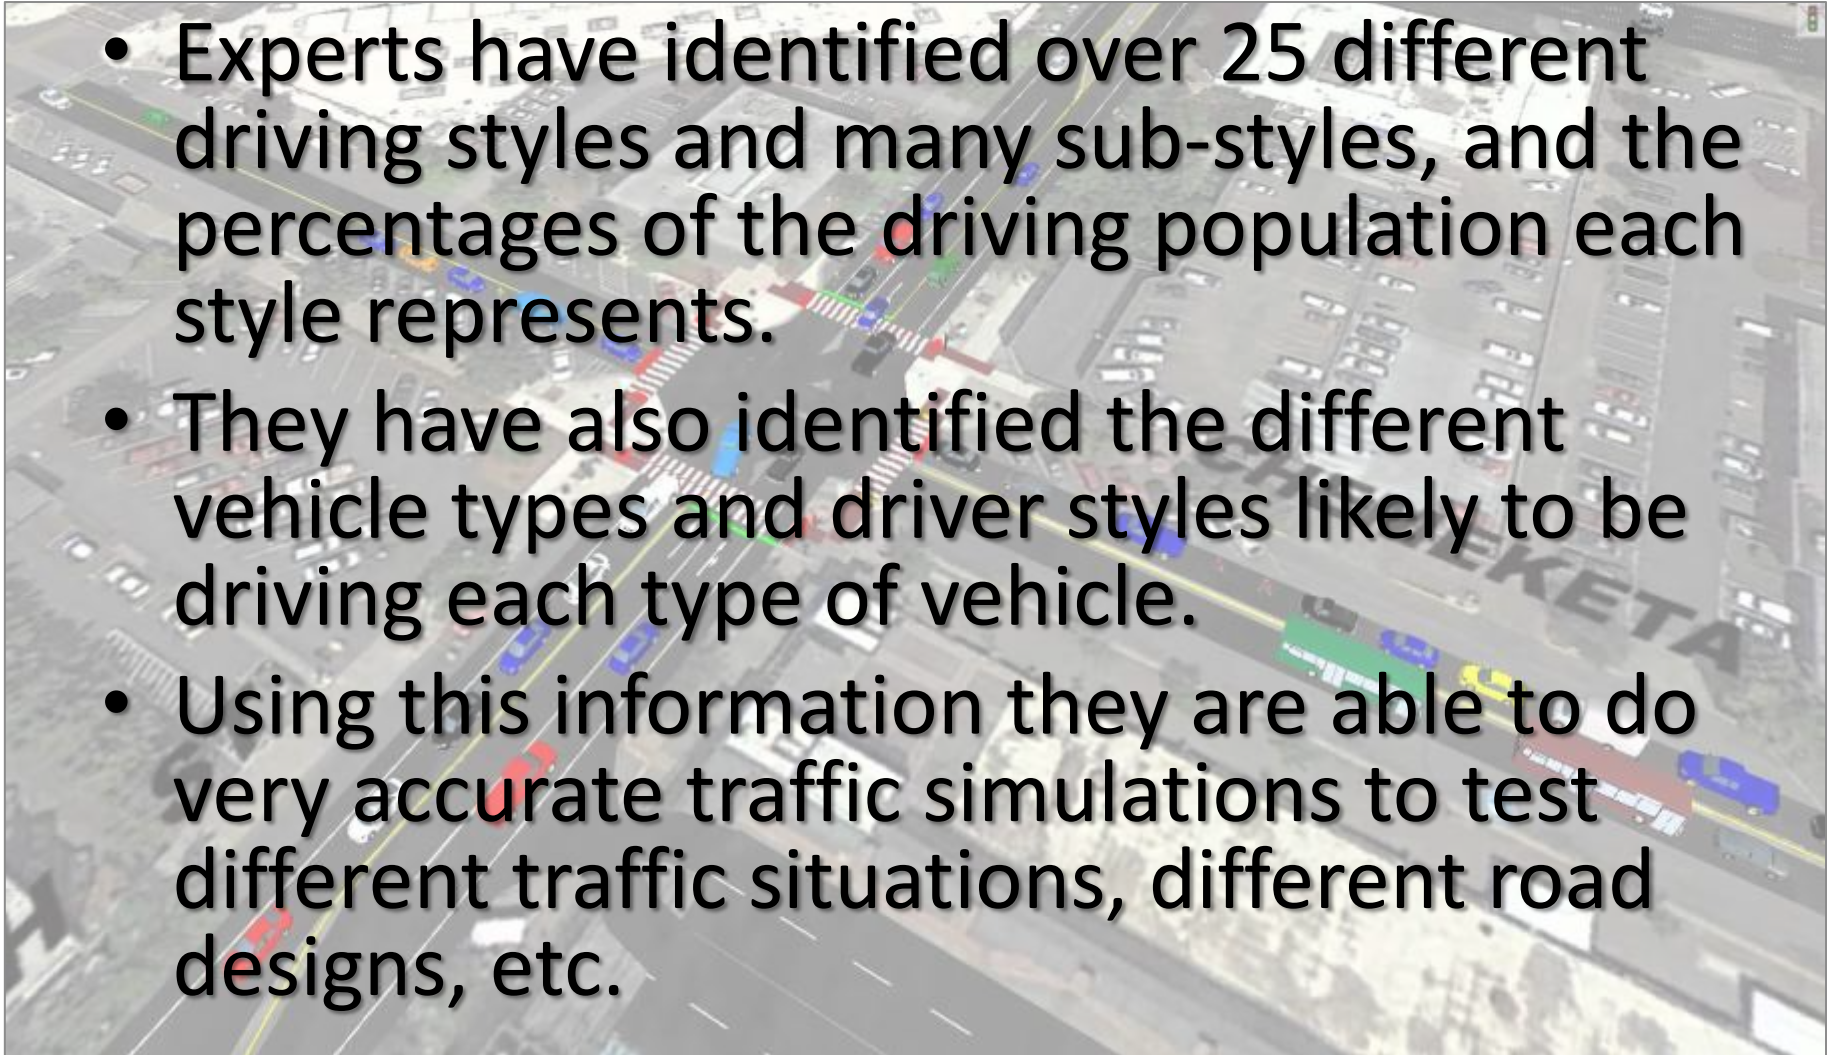 • Experts have identified over 25 different
driving styles and many sub-styles, and the
percentages of the driving population each
style represents.
• They have also identified the different
vehicle types and driver styles likely to be
driving each type of vehicle.
• Using this information they are able to do
very accurate traffic simulations to test
different traffic situations, different road
designs, etc.